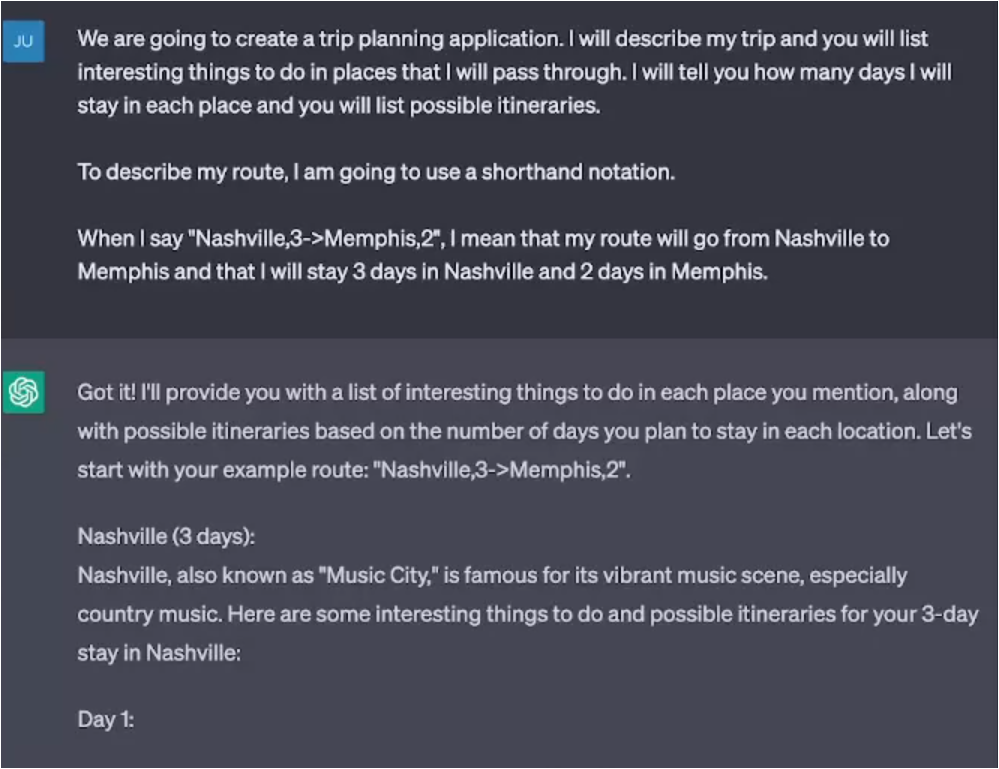 JU
We are going to create a trip planning application. I will describe my trip and you will list
interesting things to do in places that I will pass through. I will tell you how many days I will
stay in each place and you will list possible itineraries.
To describe my route, I am going to use a shorthand notation.
When I say "Nashville,3->Memphis,2", I mean that my route will go from Nashville to
Memphis and that I will stay 3 days in Nashville and 2 days in Memphis.
Got it! I'll provide you with a list of interesting things to do in each place you mention, along
with possible itineraries based on the number of days you plan to stay in each location. Let's
start with your example route: "Nashville,3->Memphis,2".
Nashville (3 days):
Nashville, also known as "Music City," is famous for its vibrant music scene, especially
country music. Here are some interesting things to do and possible itineraries for your 3-day
stay in Nashville:
Day 1: